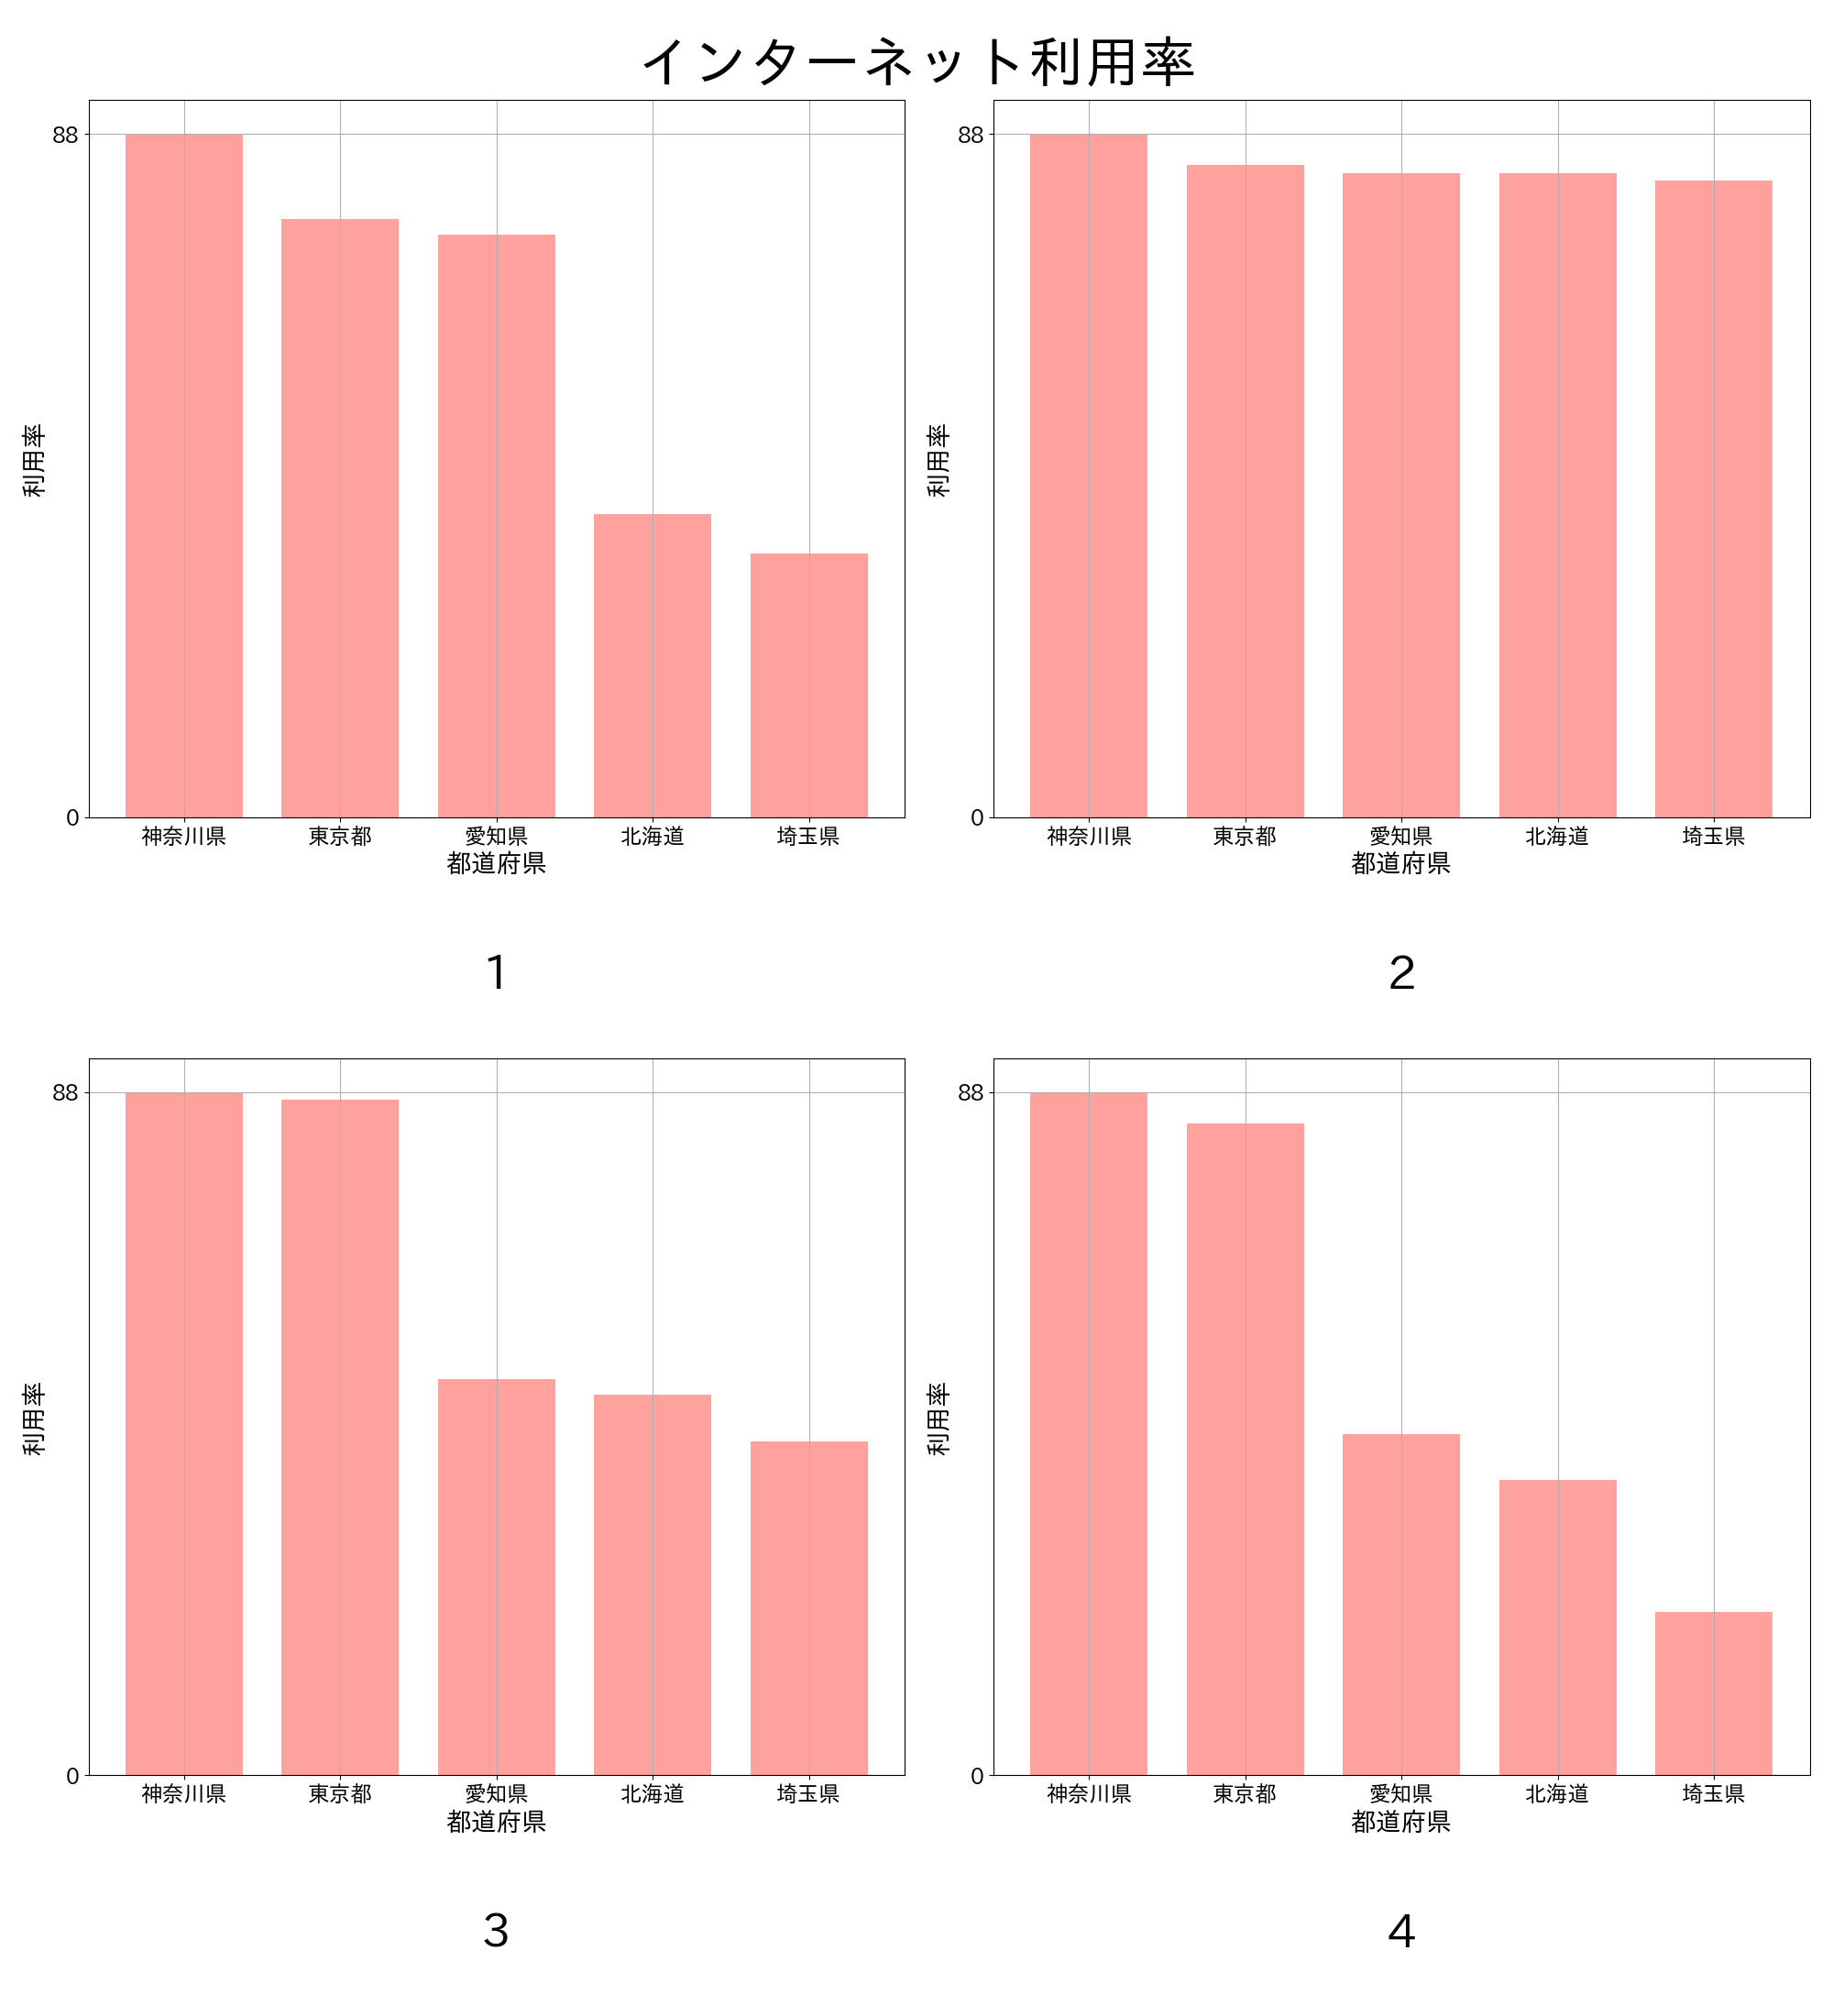 インターネット利用率
88
0
利用率
神奈川県 東京都 愛知県 北海道 埼玉県
都道府県
1
88
0
利用率
神奈川県 東京都 愛知県 北海道 埼玉県
都道府県
2
88
0
利用率
神奈川県 東京都 愛知県 北海道 埼玉県
都道府県
3
88
0
利用率
神奈川県 東京都 愛知県 北海道 埼玉県
都道府県
4